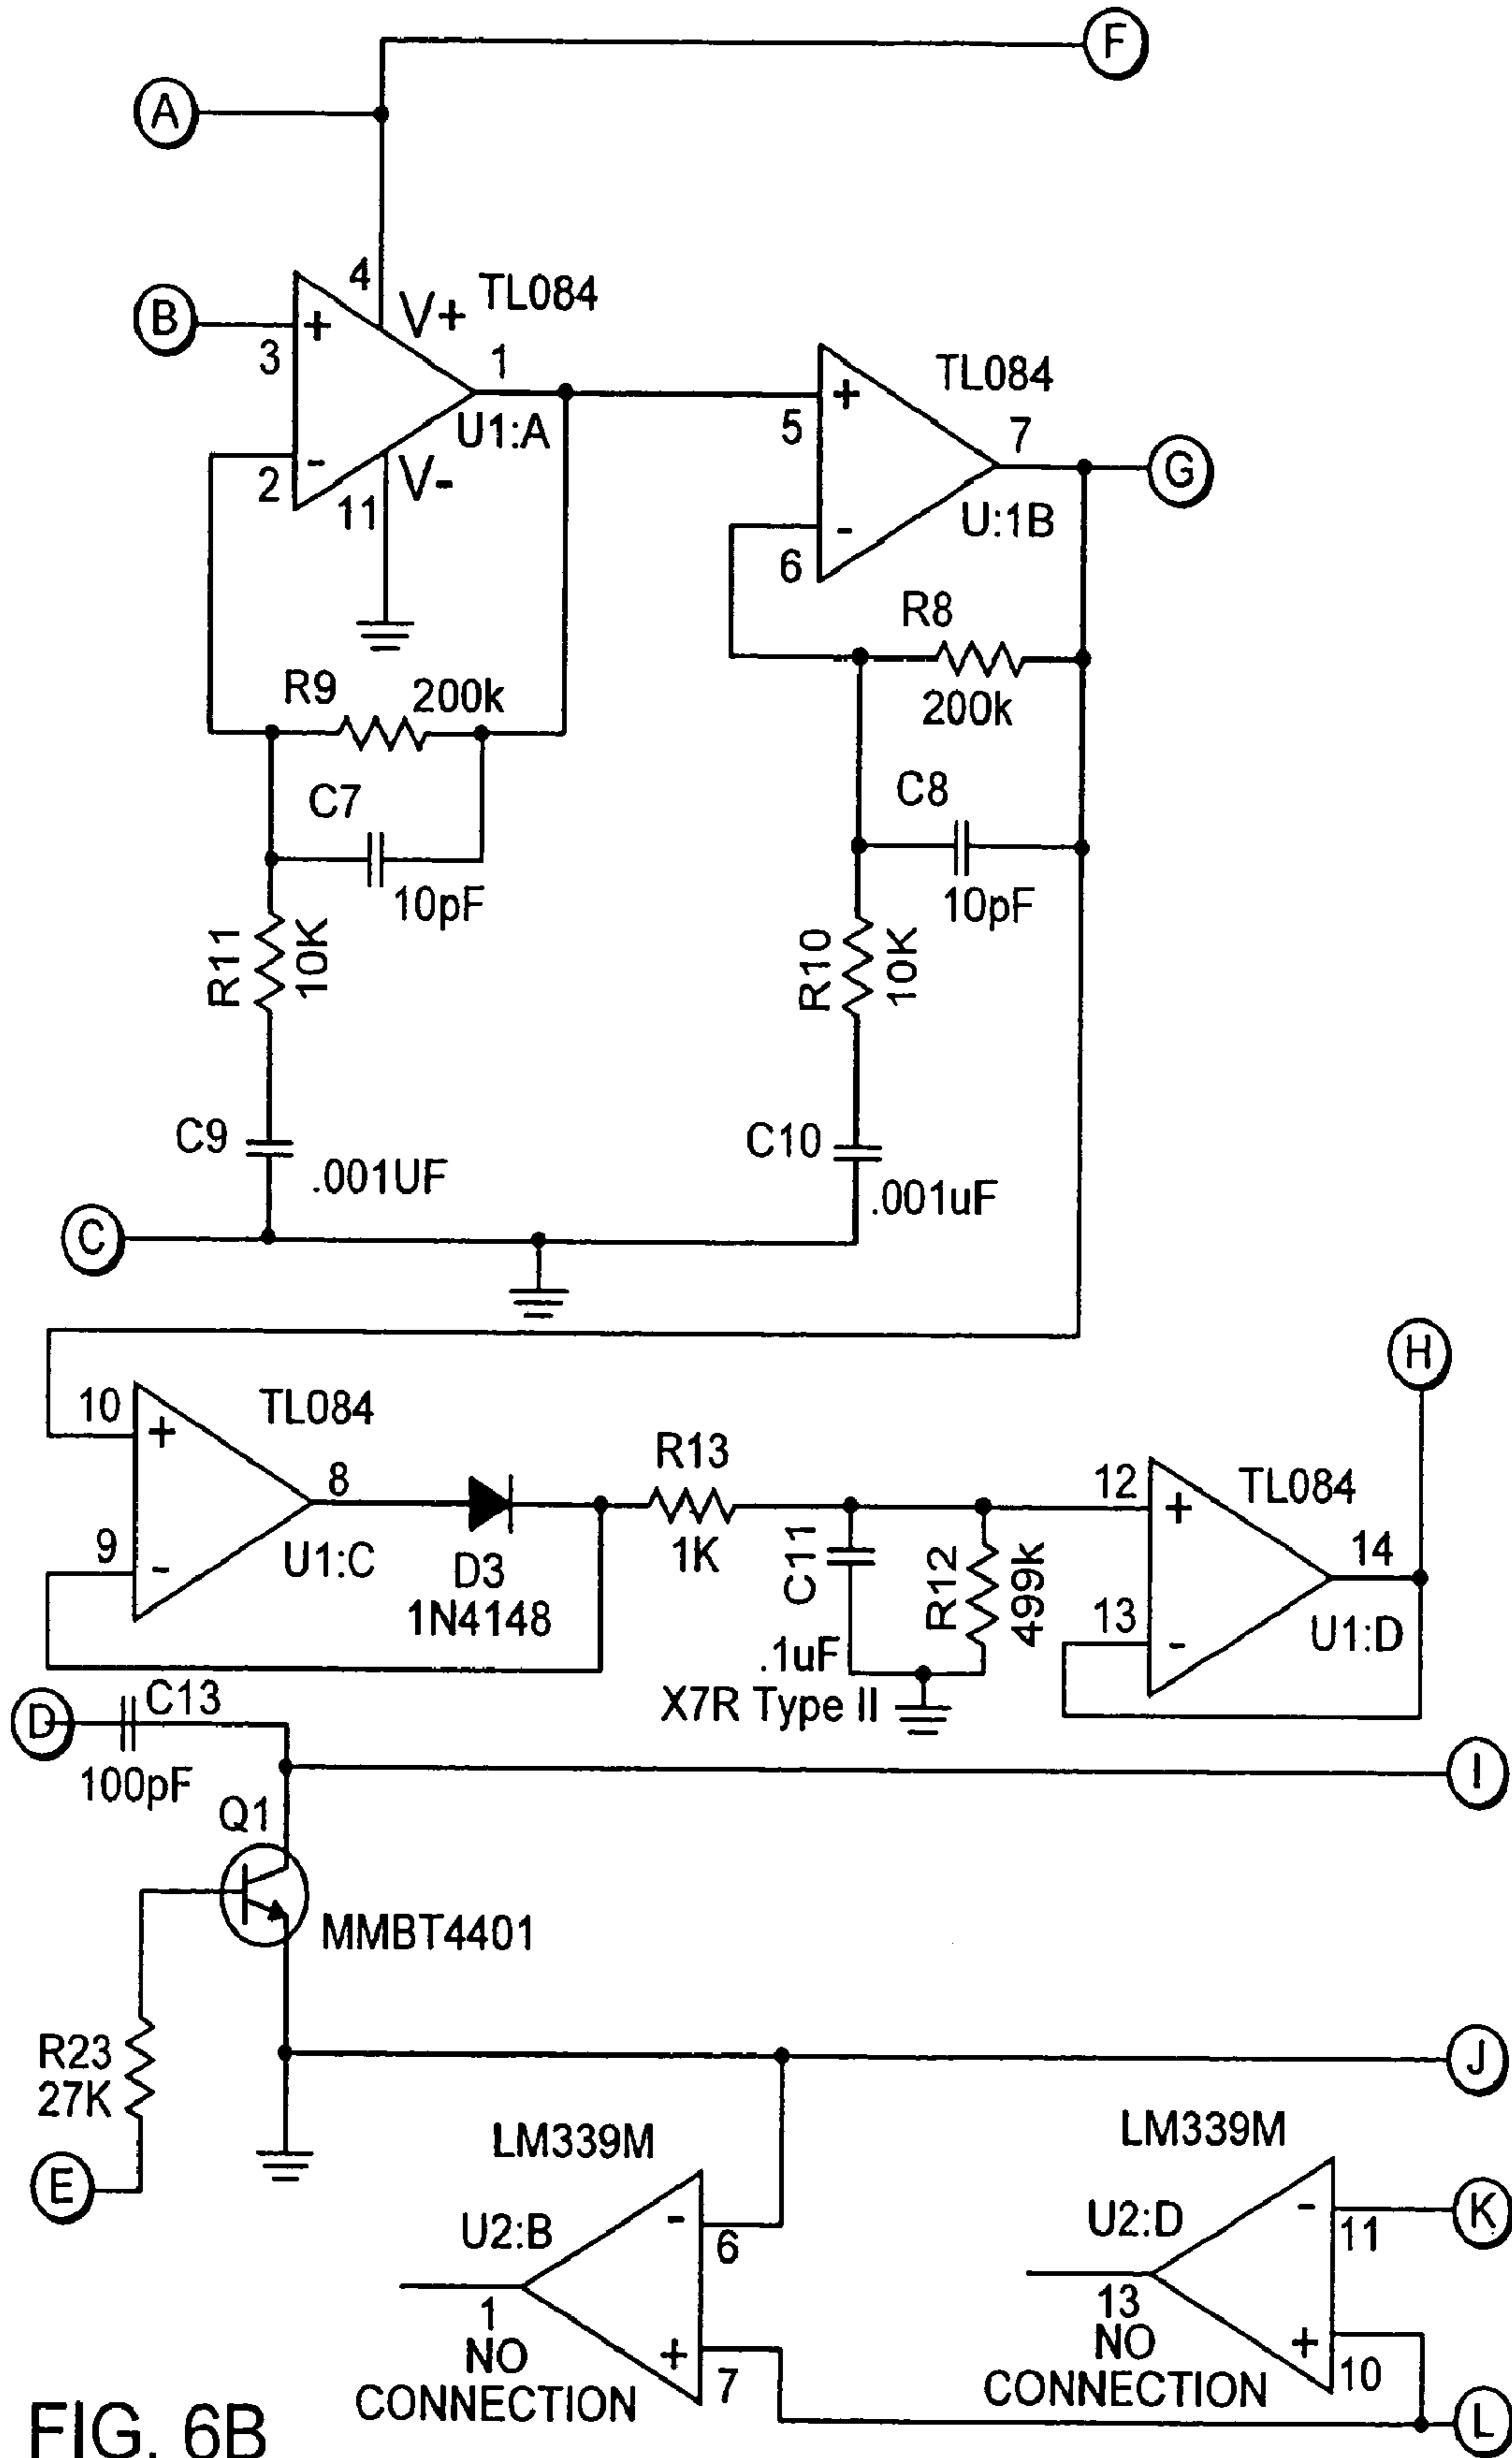 F
A
4
V+
TL084
B
+
3
1
U1:A
-
2
V-
11
TL084
+
5
7
G
U:1B
-
6
R8
200k
R9
200k
C7
10pF
C8
10pF
R11
10K
R10
10K
C9
.001UF
C10
.001uF
C
H
10
+
TL084
8
9
-
U1:C
D3
1N4148
R13
1K
C11
.1uF
X7R Type II
R12
499k
12
+
TL084
14
13
-
U1:D
D
C13
100pF
I
Q1
MMBT4401
R23
27K
J
E
LM339M
U2:B
-
6
1
NO
CONNECTION
+
7
LM339M
U2:D
-
11
K
13
NO
CONNECTION
+
10
L
FIG. 6B